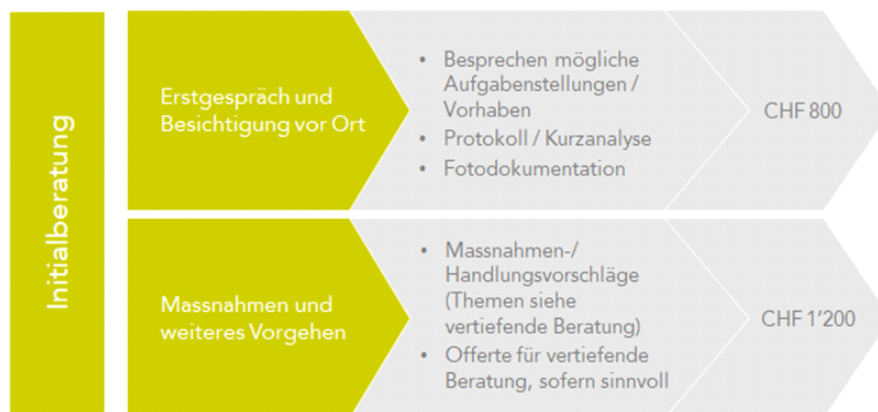 Initialberatung
Erstgespräch und
Besichtigung vor Ort
• Besprechen mögliche
Aufgabenstellungen /
Vorhaben
• Protokoll / Kurzanalyse
• Fotodokumentation
CHF 800
Massnahmen und
weiteres Vorgehen
• Massnahmen-/
Handlungsvorschläge
(Themen siehe
vertiefende Beratung)
• Offerte für vertiefende
Beratung, sofern sinnvoll
CHF 1’200